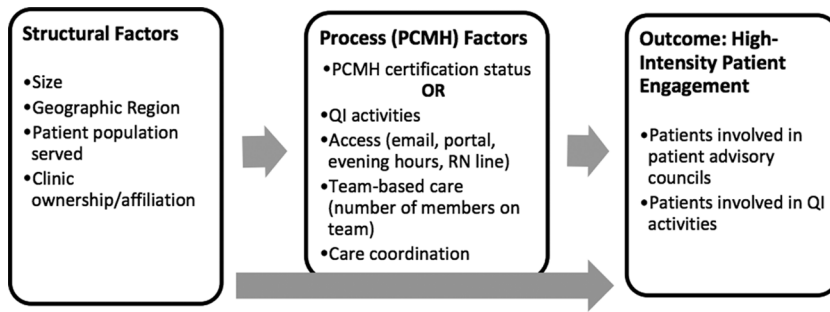 Structural Factors
•Size
•Geographic Region
•Patient population
served
•Clinic
ownership/affiliation
Process (PCMH) Factors
•PCMH certification status
OR
•QI activities
•Access (email, portal,
evening hours, RN line)
•Team-based care
(number of members on
team)
•Care coordination
Outcome: High-
Intensity Patient
Engagement
•Patients involved in
patient advisory
councils
•Patients involved in QI
activities